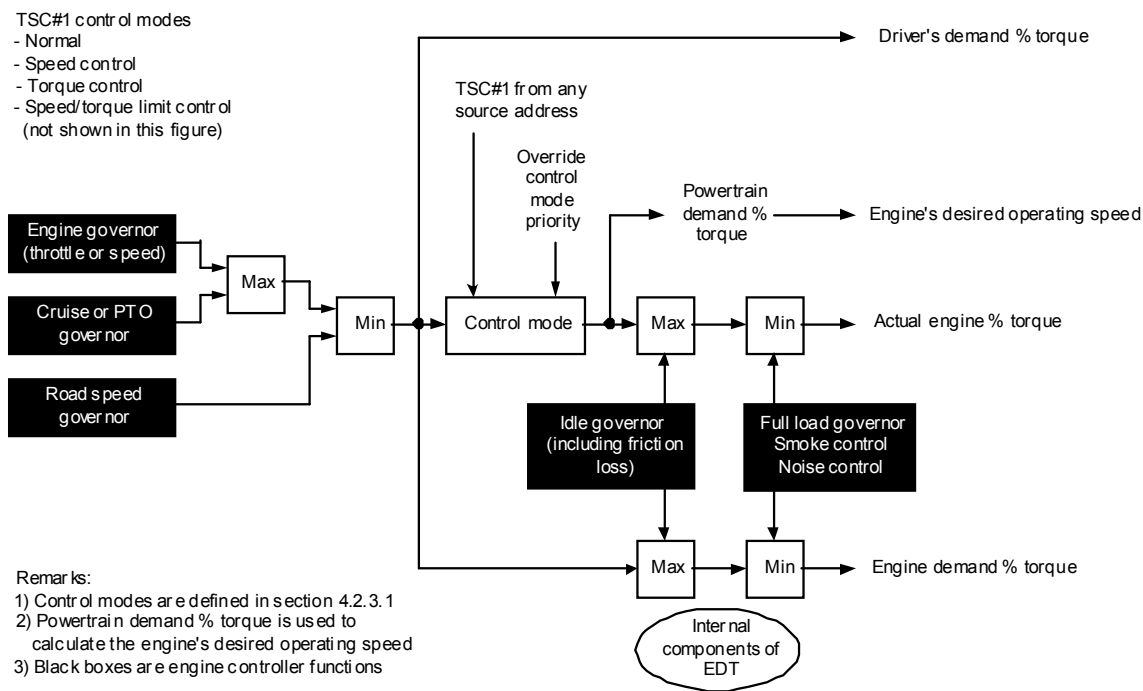 TSC#1 control modes
- Normal
- Speed control
- Torque control
- Speed/torque limit control
(not shown in this figure)
Driver's demand % torque
TSC#1 from any
source address
Override
control
mode
priority
Powertrain
demand %
torque
Engine's desired operating speed
Engine governor
(throttle or speed)
Max
Cruise or PTO
governor
Min
Control mode
Max
Min
Actual engine % torque
Road speed
governor
Idle governor
(including friction
loss)
Full load governor
Smoke control
Noise control
Max
Min
Engine demand % torque
Remarks:
1) Control modes are defined in section 4.2.3.1
2) Powertrain demand % torque is used to
calculate the engine's desired operating speed
3) Black boxes are engine controller functions
Internal
components of
EDT